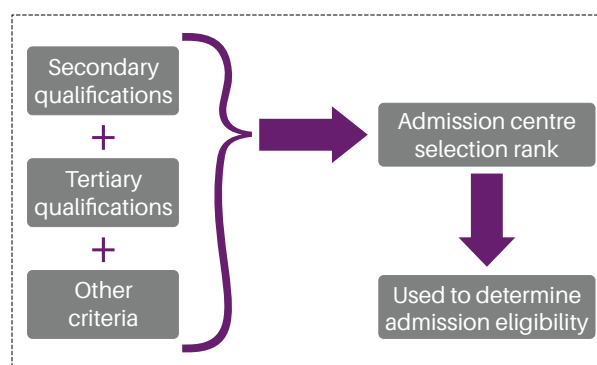 Secondary
qualifications
+
Tertiary
qualifications
+
Other
criteria
Admission centre
selection rank
Used to determine
admission eligibility